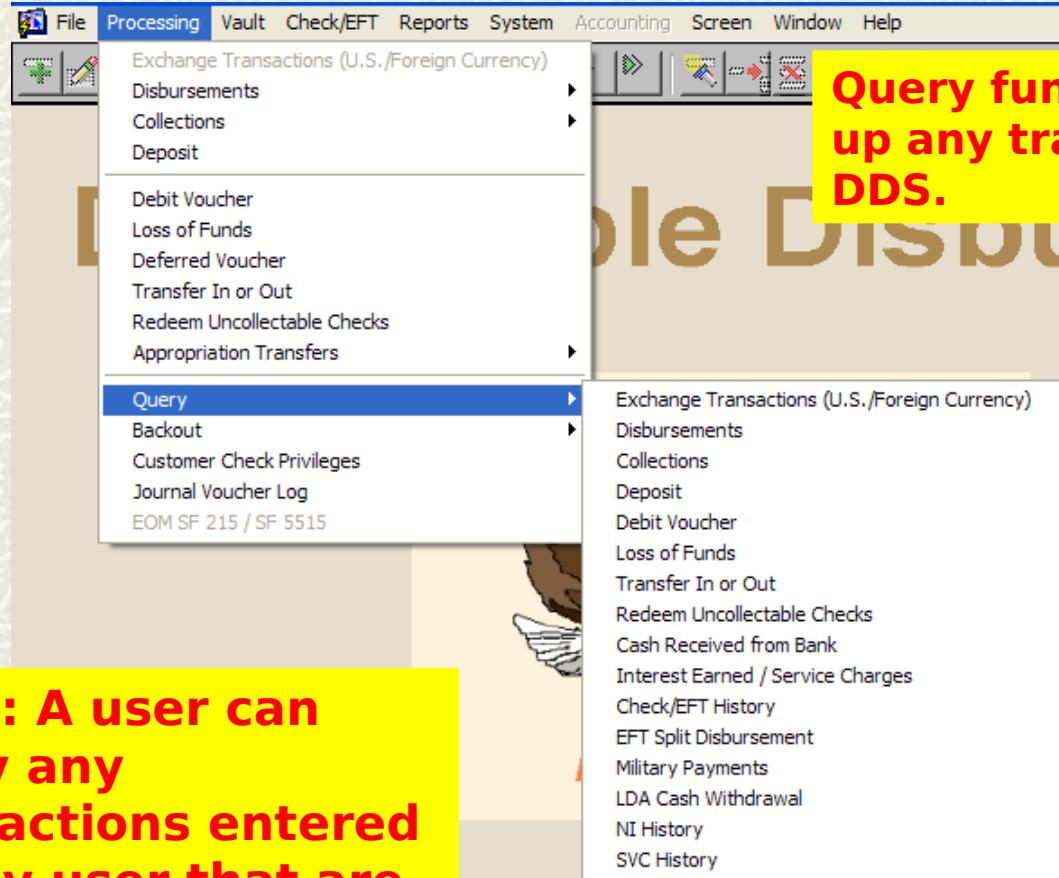 File Processing Vault Check/EFT Reports System Accounting Screen Window Help
Exchange Transactions (U.S./Foreign Currency)
Disbursements
Collections
Deposit
Debit Voucher
Loss of Funds
Deferred Voucher
Transfer In or Out
Redeem Uncollectable Checks
Appropriation Transfers
Query
Backout
Customer Check Privileges
Journal Voucher Log
EOM SF 215 / SF 5515
Query fun
up any tra
DDS.
D ble Disbu
Exchange Transactions (U.S./Foreign Currency)
Disbursements
Collections
Deposit
Debit Voucher
Loss of Funds
Transfer In or Out
Redeem Uncollectable Checks
Cash Received from Bank
Interest Earned / Service Charges
Check/EFT History
EFT Split Disbursement
Military Payments
LDA Cash Withdrawal
NI History
SVC History
: A user can
y any
actions entered
y user that are